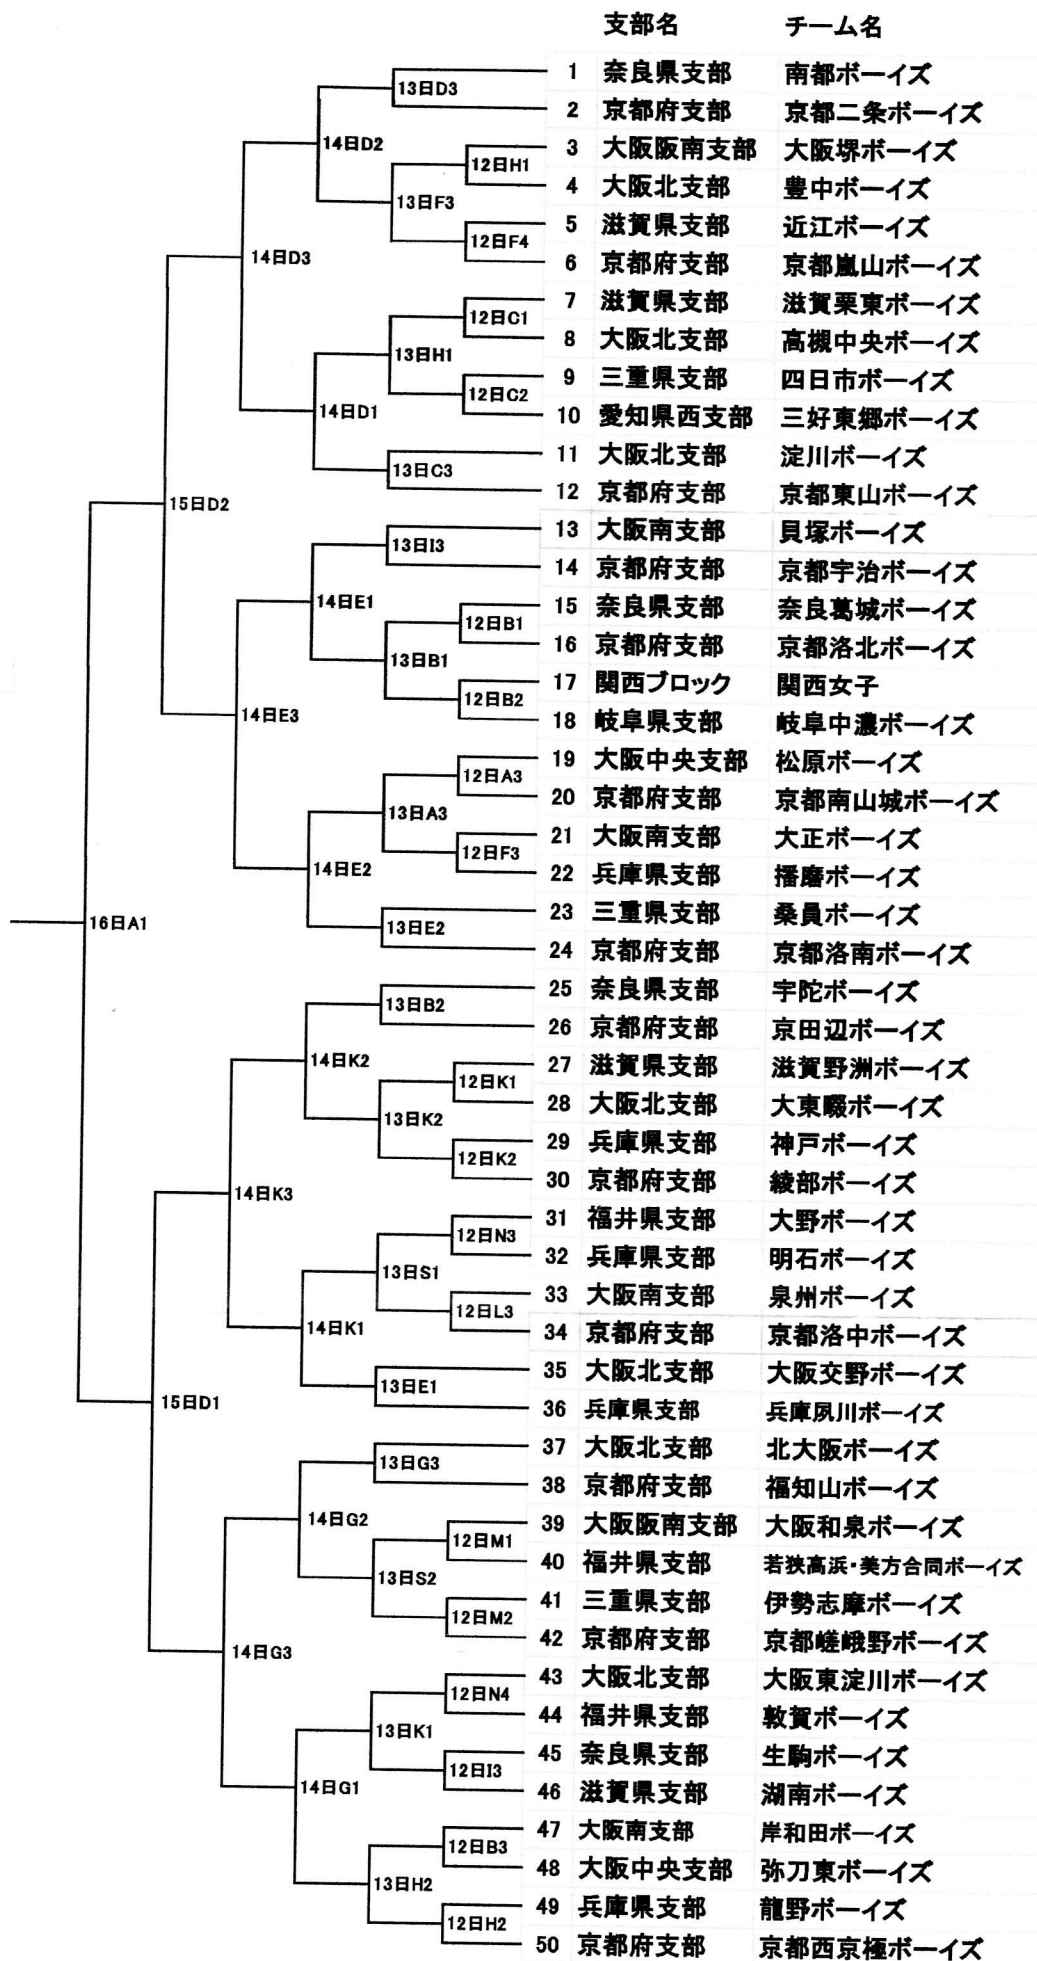 支部名 チーム名
1 奈良県支部 南都ボーイズ
13日D3
2 京都府支部 京都二条ボーイズ
14日D2
3 大阪阪南支部 大阪堺ボーイズ
12日H1
4 大阪北支部 豊中ボーイズ
13日F3
5 滋賀県支部 近江ボーイズ
12日F4
6 京都府支部 京都嵐山ボーイズ
14日D3
7 滋賀県支部 滋賀栗東ボーイズ
12日C1
8 大阪北支部 高槻中央ボーイズ
13日H1
9 三重県支部 四日市ボーイズ
12日C2
10 愛知県西支部 三好東郷ボーイズ
14日D1
11 大阪北支部 淀川ボーイズ
13日C3
12 京都府支部 京都東山ボーイズ
15日D2
13 大阪南支部 貝塚ボーイズ
13日I3
14 京都府支部 京都宇治ボーイズ
14日E1
15 奈良県支部 奈良葛城ボーイズ
12日B1
16 京都府支部 京都洛北ボーイズ
13日B1
17 関西ブロック 関西女子
12日B2
18 岐阜県支部 岐阜中濃ボーイズ
14日E3
19 大阪中央支部 松原ボーイズ
12日A3
20 京都府支部 京都南山城ボーイズ
13日A3
21 大阪南支部 大正ボーイズ
12日F3
22 兵庫県支部 播磨ボーイズ
14日E2
23 三重県支部 桑員ボーイズ
13日E2
24 京都府支部 京都洛南ボーイズ
16日A1
25 奈良県支部 宇陀ボーイズ
13日B2
26 京都府支部 京田辺ボーイズ
14日K2
27 滋賀県支部 滋賀野洲ボーイズ
12日K1
28 大阪北支部 大東畷ボーイズ
13日K2
29 兵庫県支部 神戸ボーイズ
12日K2
30 京都府支部 綾部ボーイズ
14日K3
31 福井県支部 大野ボーイズ
12日N3
32 兵庫県支部 明石ボーイズ
13日S1
33 大阪南支部 泉州ボーイズ
12日L3
34 京都府支部 京都洛中ボーイズ
14日K1
35 大阪北支部 大阪交野ボーイズ
13日E1
36 兵庫県支部 兵庫夙川ボーイズ
15日D1
37 大阪北支部 北大阪ボーイズ
13日G3
38 京都府支部 福知山ボーイズ
14日G2
39 大阪阪南支部 大阪和泉ボーイズ
12日M1
40 福井県支部 若狭高浜・美方合同ボーイズ
13日S2
41 三重県支部 伊勢志摩ボーイズ
12日M2
42 京都府支部 京都嵯峨野ボーイズ
14日G3
43 大阪北支部 大阪東淀川ボーイズ
12日N4
44 福井県支部 敦賀ボーイズ
13日K1
45 奈良県支部 生駒ボーイズ
12日I3
46 滋賀県支部 湖南ボーイズ
14日G1
47 大阪南支部 岸和田ボーイズ
12日B3
48 大阪中央支部 弥刀東ボーイズ
13日H2
49 兵庫県支部 龍野ボーイズ
12日H2
50 京都府支部 京都西京極ボーイズ